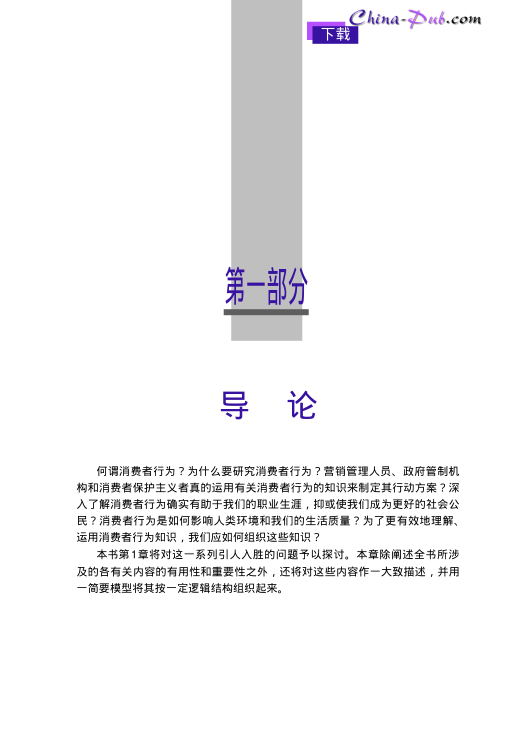 China-Pub.com
下载
第一部分
导 论
何谓消费者行为？为什么要研究消费者行为？营销管理人员、政府管制机
构和消费者保护主义者真的运用有关消费者行为的知识来制定其行动方案？深
入了解消费者行为确实有助于我们的职业生涯，抑或使我们成为更好的社会公
民？消费者行为是如何影响人类环境和我们的生活质量？为了更有效地理解、
运用消费者行为知识，我们应如何组织这些知识？
本书第1章将对这一系列引人入胜的问题予以探讨。本章除阐述全书所涉
及的各有关内容的有用性和重要性之外，还将对这些内容作一大致描述，并用
一简要模型将其按一定逻辑结构组织起来。